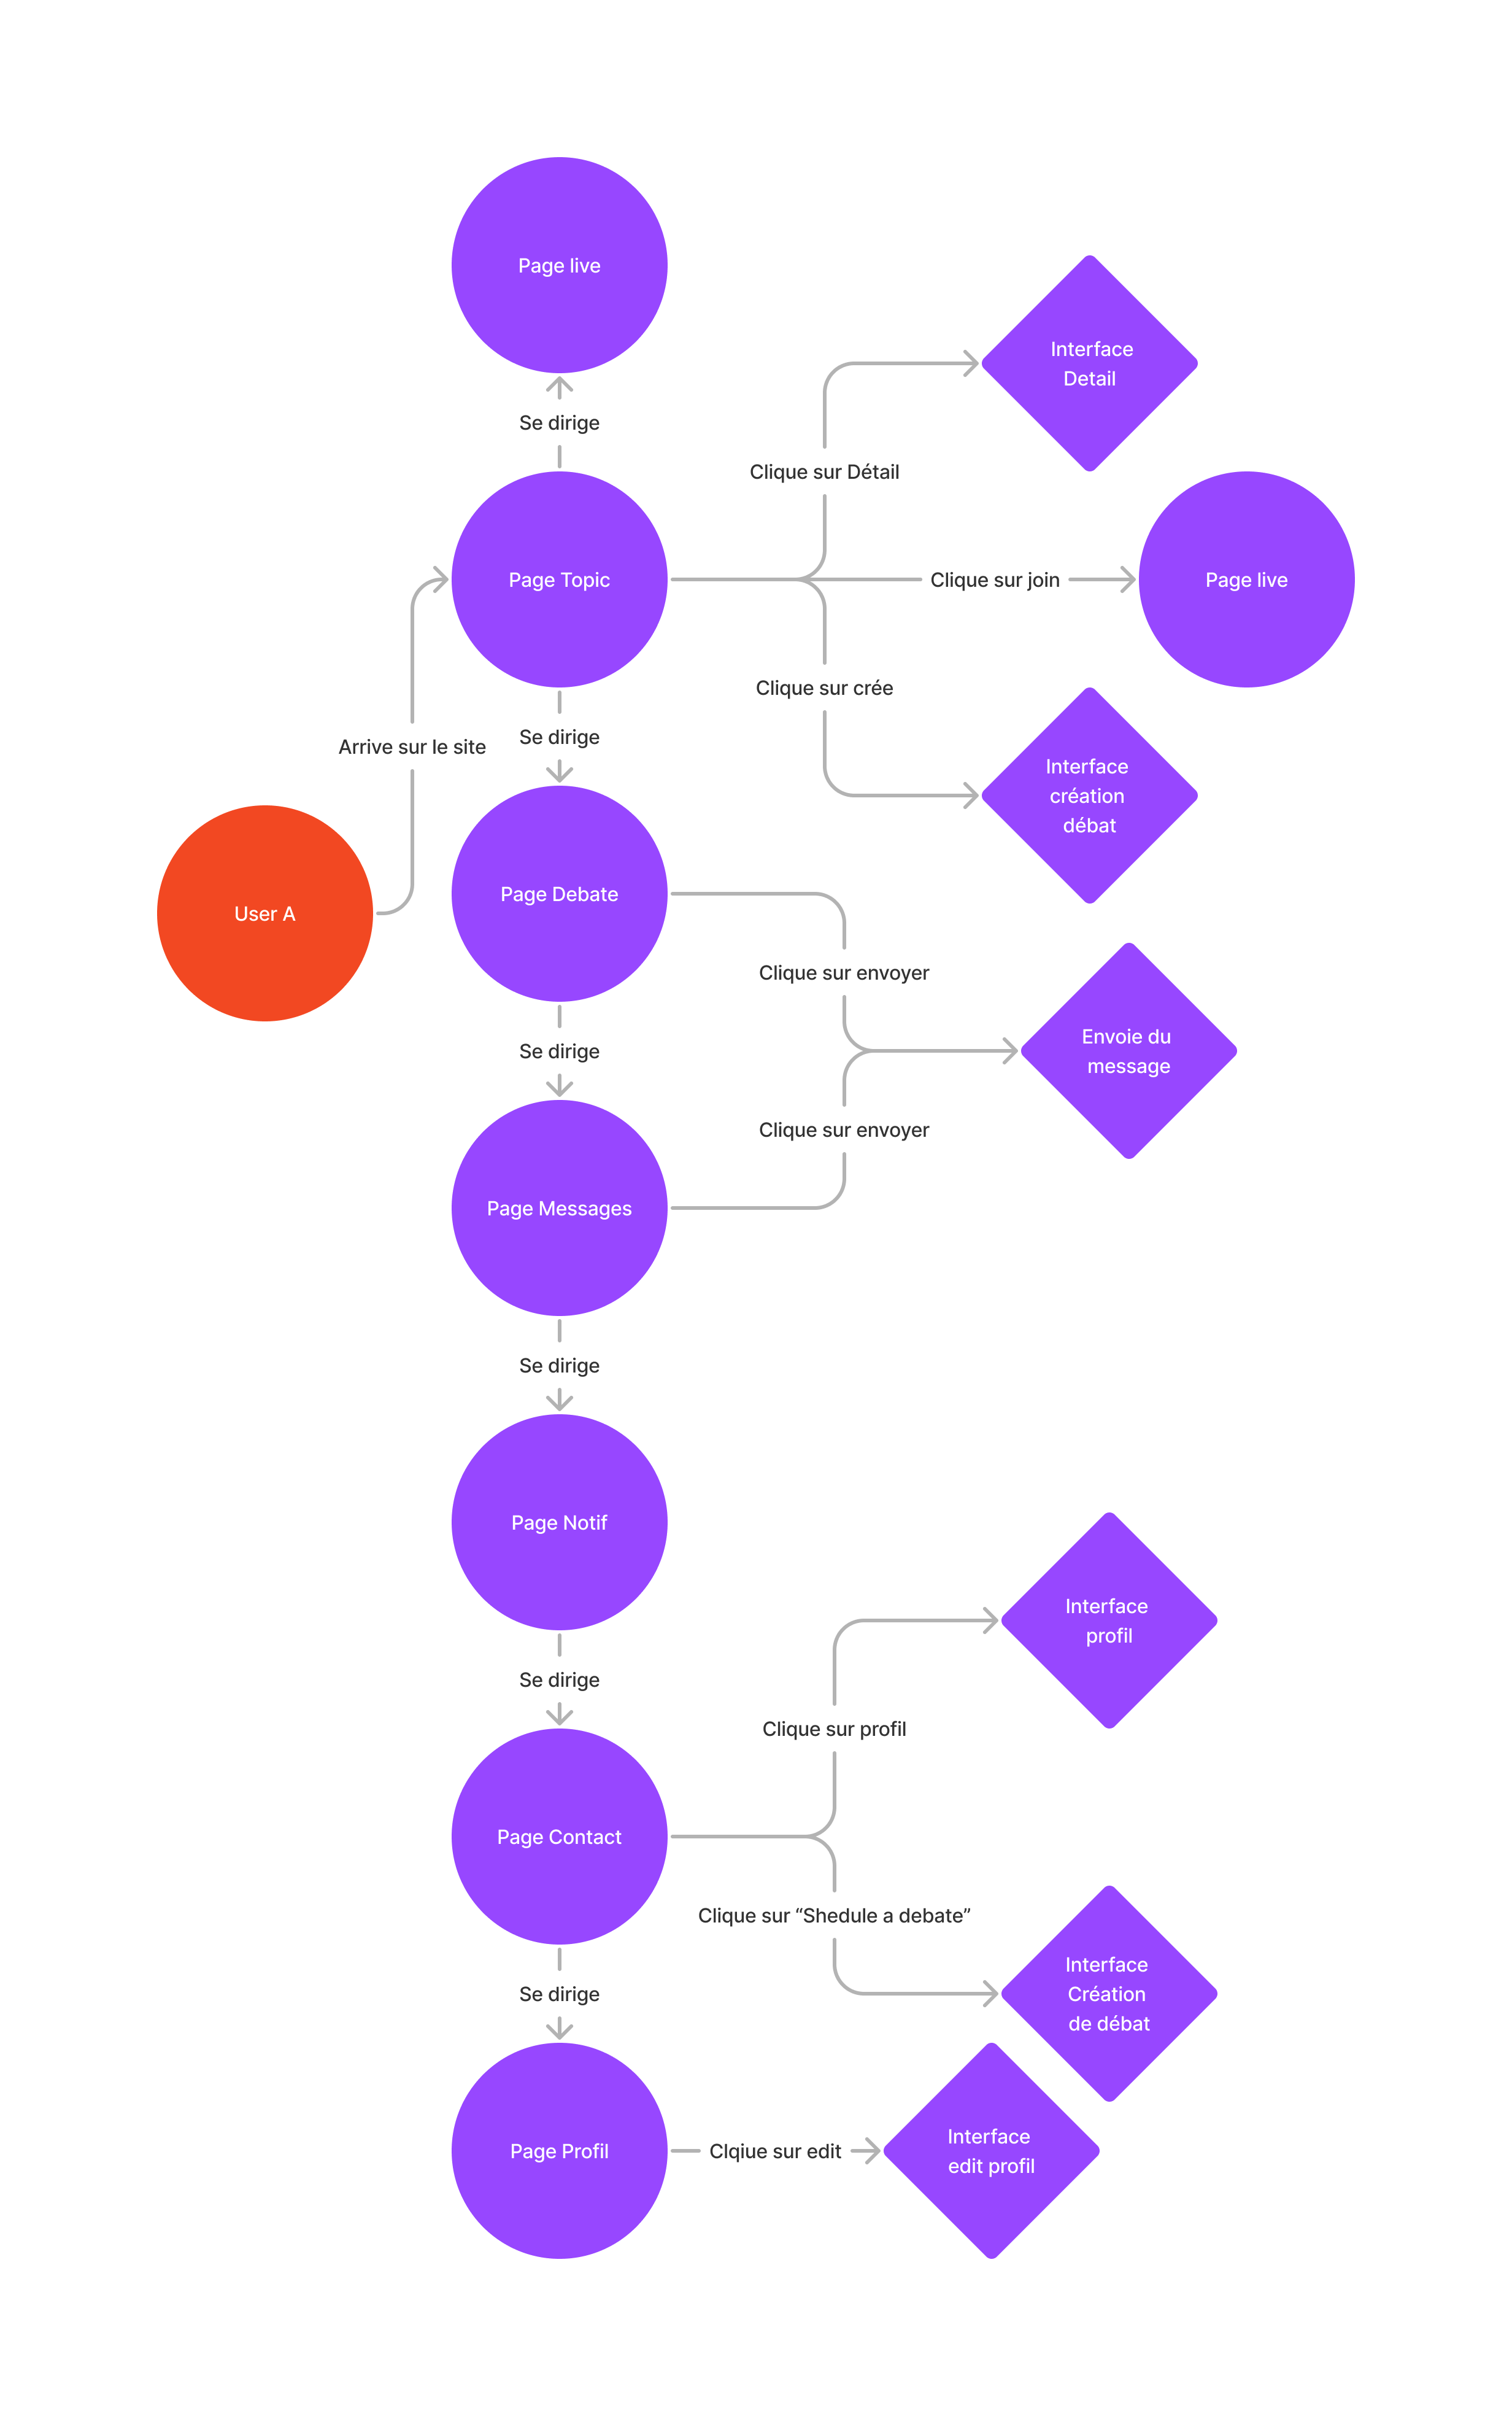 Page live
Se dirige
Interface
Detail
Clique sur Détail
Page Topic
Clique sur join
Page live
Clique sur crée
Interface
création
débat
Arrive sur le site
Se dirige
User A
Page Debate
Clique sur envoyer
Envoie du
message
Se dirige
Clique sur envoyer
Page Messages
Se dirige
Page Notif
Interface
profil
Se dirige
Clique sur profil
Page Contact
Clique sur “Shedule a debate”
Interface
Création
de débat
Se dirige
Page Profil
Clqiue sur edit
Interface
edit profil